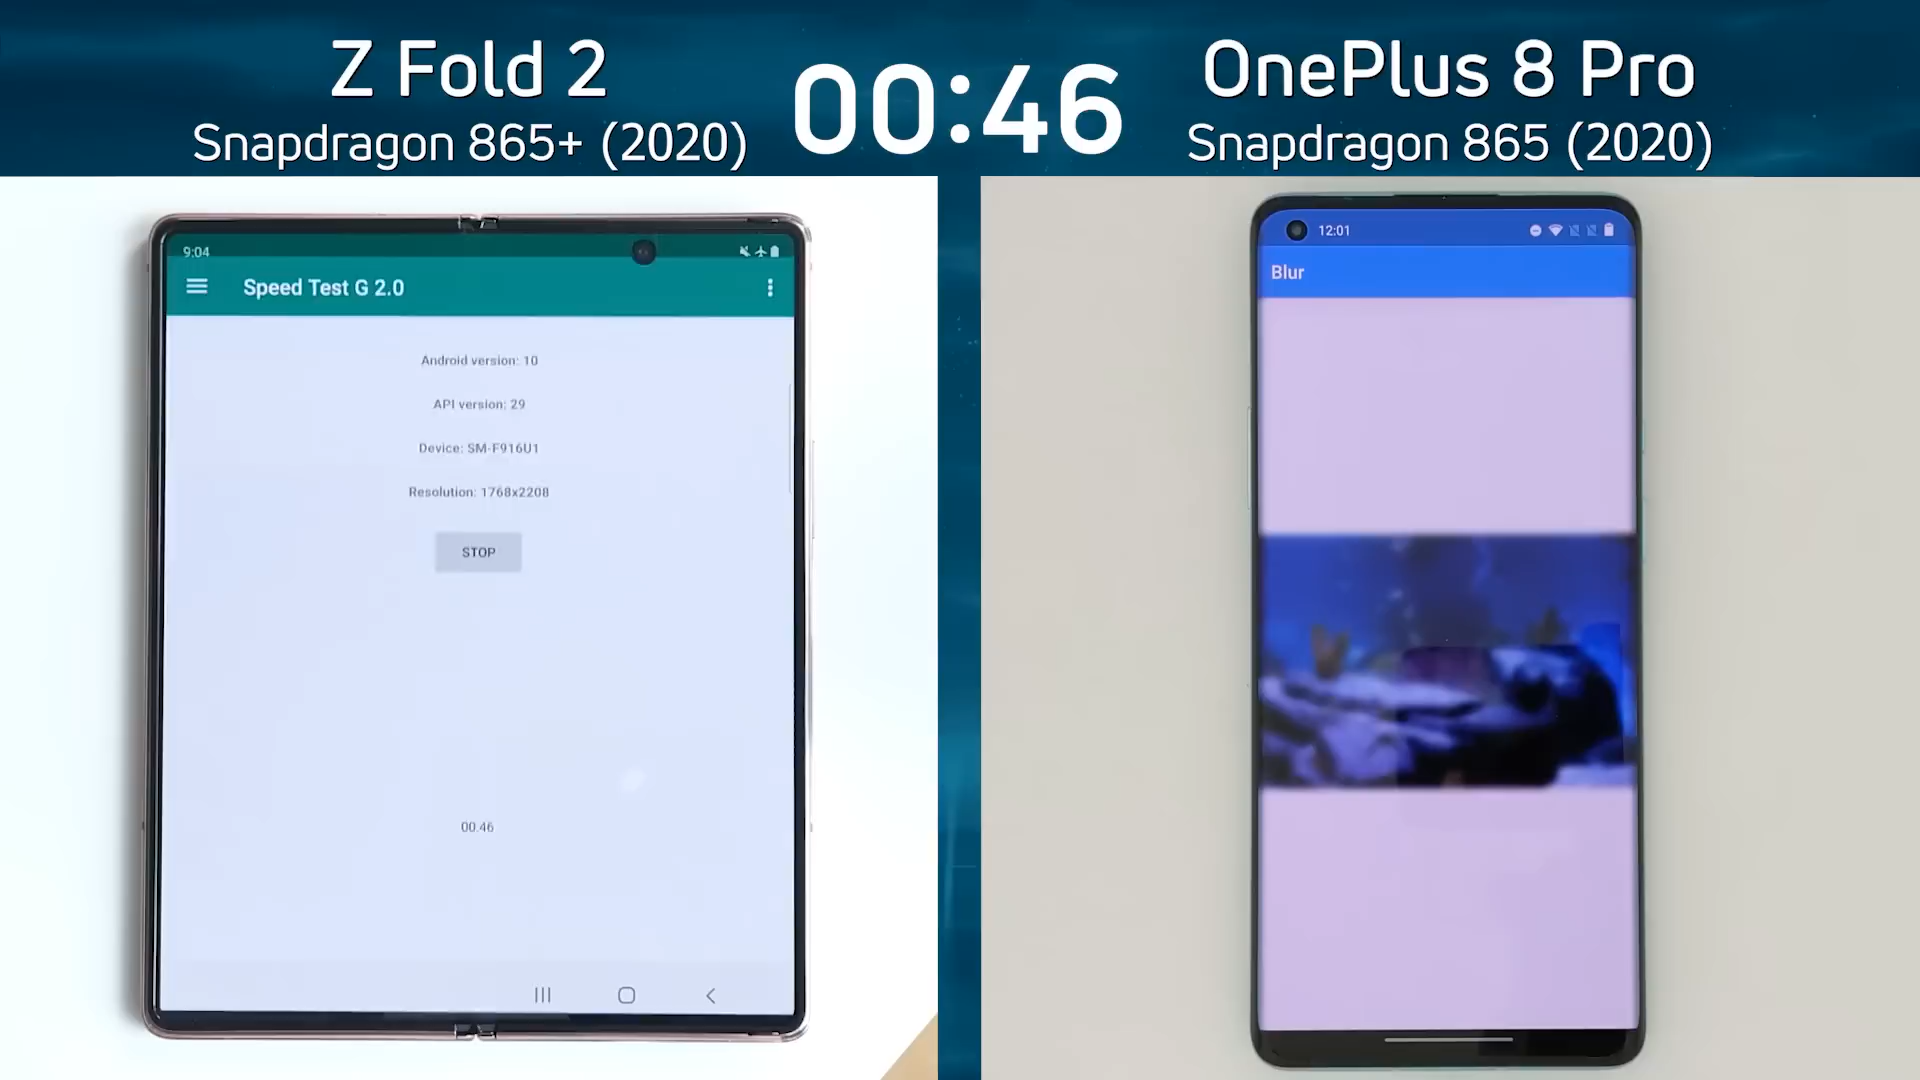 Z Fold 2
Snapdragon 865+ (2020)
00:46
OnePlus 8 Pro
Snapdragon 865 (2020)
9:04
Speed Test G 2.0
Android version: 10
API version: 29
Device: SM-F916U1
Resolution: 1768x2208
STOP
00.46
12:01
Blur